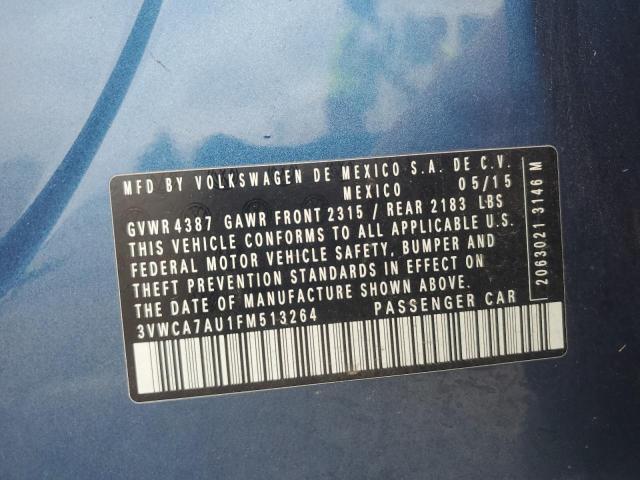 MFD BY VOLKSWAGEN DE MEXICO S.A. DE C.V.
MEXICO 05/15
GVWR 4387 GAWR FRONT 2315 / REAR 2183 LBS
THIS VEHICLE CONFORMS TO ALL APPLICABLE U.S.
FEDERAL MOTOR VEHICLE SAFETY, BUMPER AND
THEFT PREVENTION STANDARDS IN EFFECT ON
THE DATE OF MANUFACTURE SHOWN ABOVE.
3VWCA7AU1FM513264 PASSENGER CAR
2063021 3146 M